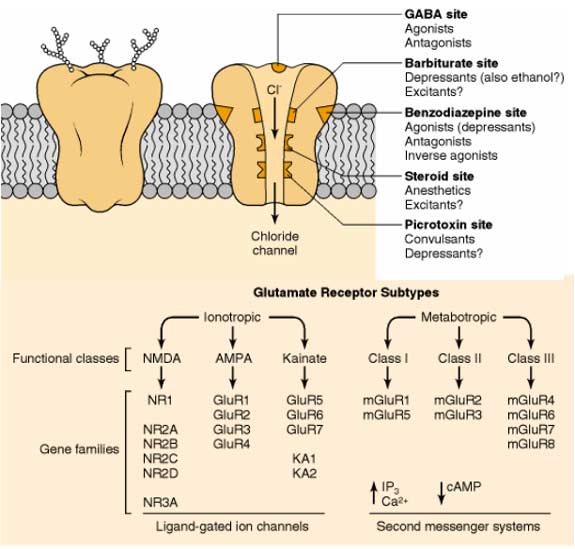 GABA site
Agonists
Antagonists
Barbiturate site
Depressants (also ethanol?)
Excitants?
Benzodiazepine site
Agonists (depressants)
Antagonists
Inverse agonists
Steroid site
Anesthetics
Excitants?
Picrotoxin site
Convulsants
Depressants?
Cl-
Chloride
channel
Glutamate Receptor Subtypes
Ionotropic Metabotropic
Functional classes NMDA AMPA Kainate Class I Class II Class III
Gene families
NR1 GluR1 GluR5 mGluR1 mGluR2 mGluR4
GluR2 GluR6 mGluR5 mGluR3 mGluR6
NR2A GluR3 GluR7 mGluR7
NR2B GluR4 mGluR8
NR2C KA1
NR2D KA2
IP3 cAMP
NR3A Ca2+
Ligand-gated ion channels Second messenger systems